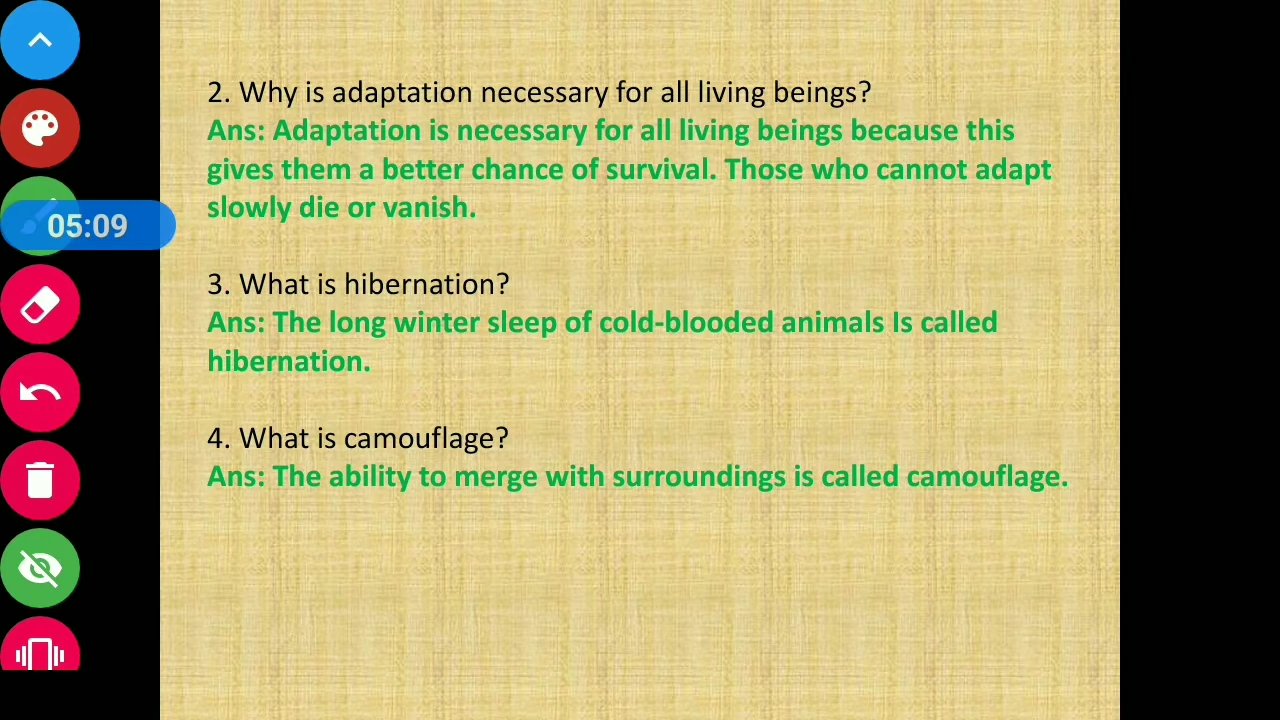 2. Why is adaptation necessary for all living beings?
Ans: Adaptation is necessary for all living beings because this
gives them a better chance of survival. Those who cannot adapt
slowly die or vanish.
05:09
3. What is hibernation?
Ans: The long winter sleep of cold-blooded animals Is called
hibernation.
4. What is camouflage?
Ans: The ability to merge with surroundings is called camouflage.